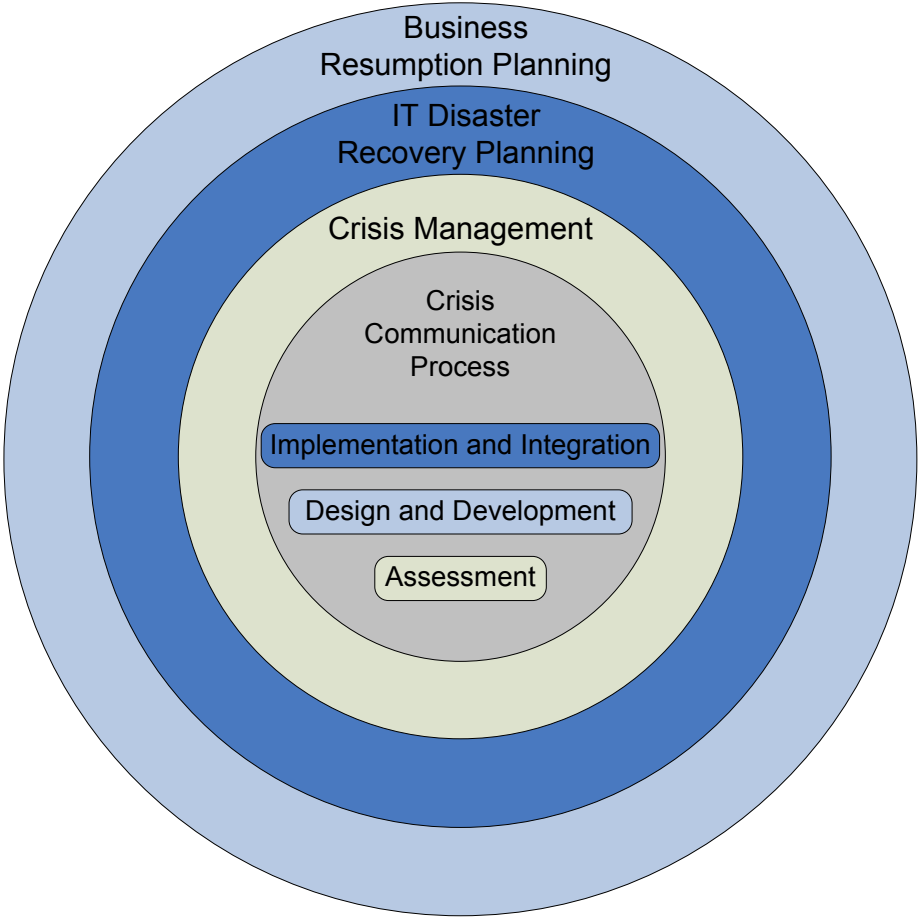 Business
Resumption Planning
IT Disaster
Recovery Planning
Crisis Management
Crisis
Communication
Process
Implementation and Integration
Design and Development
Assessment